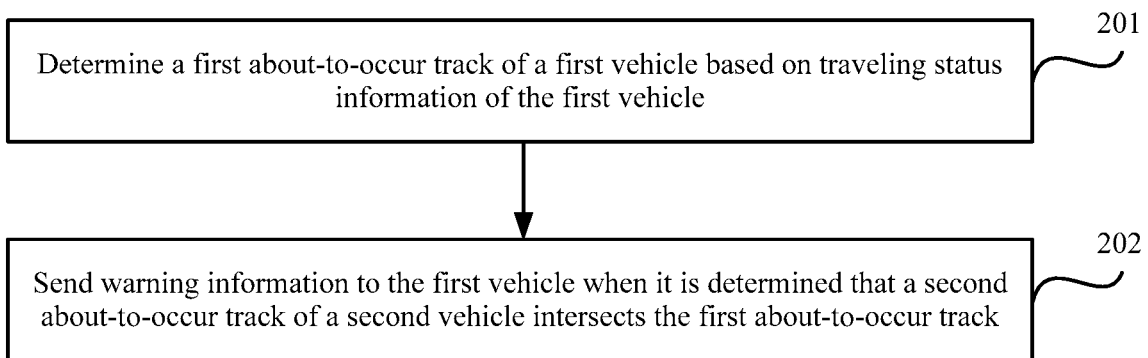 201
Determine a first about-to-occur track of a first vehicle based on traveling status
information of the first vehicle
202
Send warning information to the first vehicle when it is determined that a second
about-to-occur track of a second vehicle intersects the first about-to-occur track